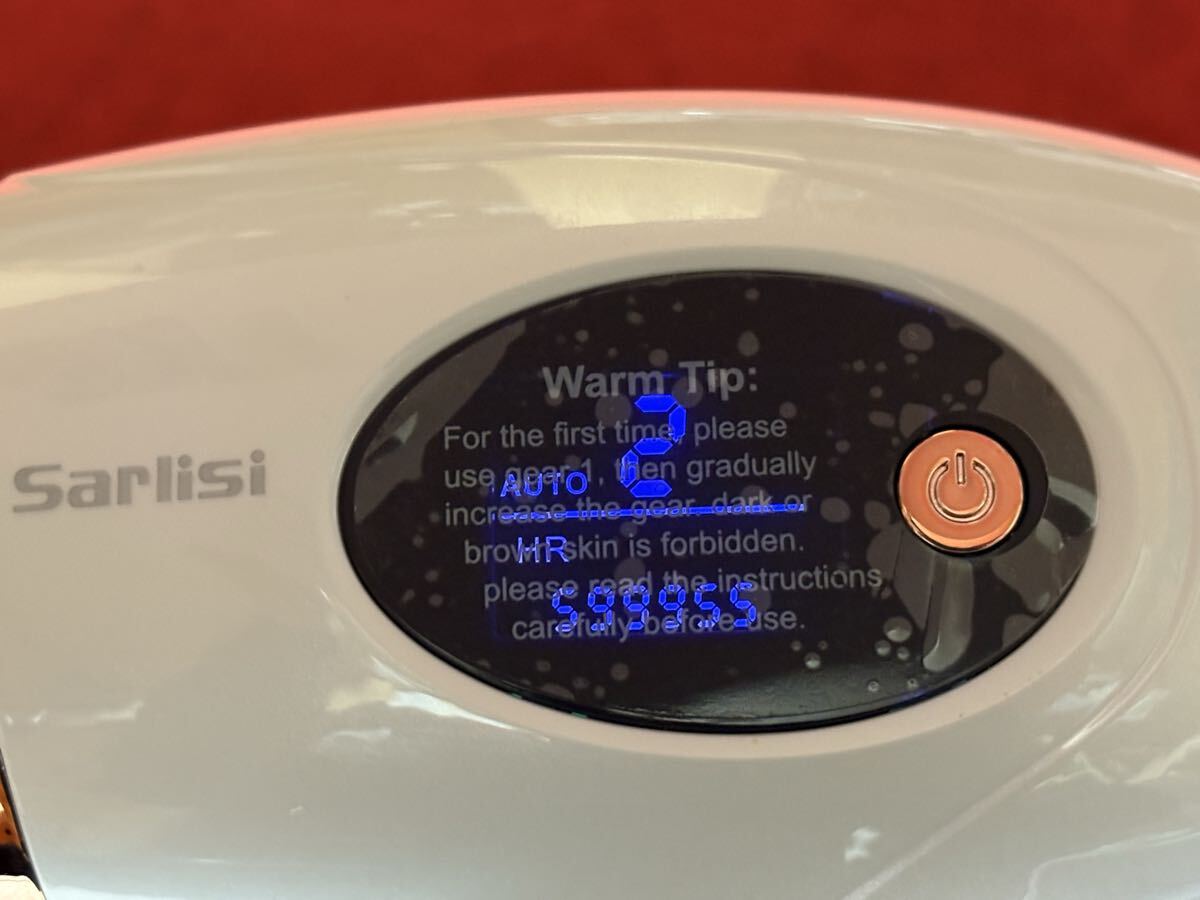 Sarlisi
Warm Tip:
For the first time, please
use gear 1, then gradually
increase the gear, dark or
brown skin is forbidden.
please read the instructions
carefully before use.
2
AUTO
HR
599955